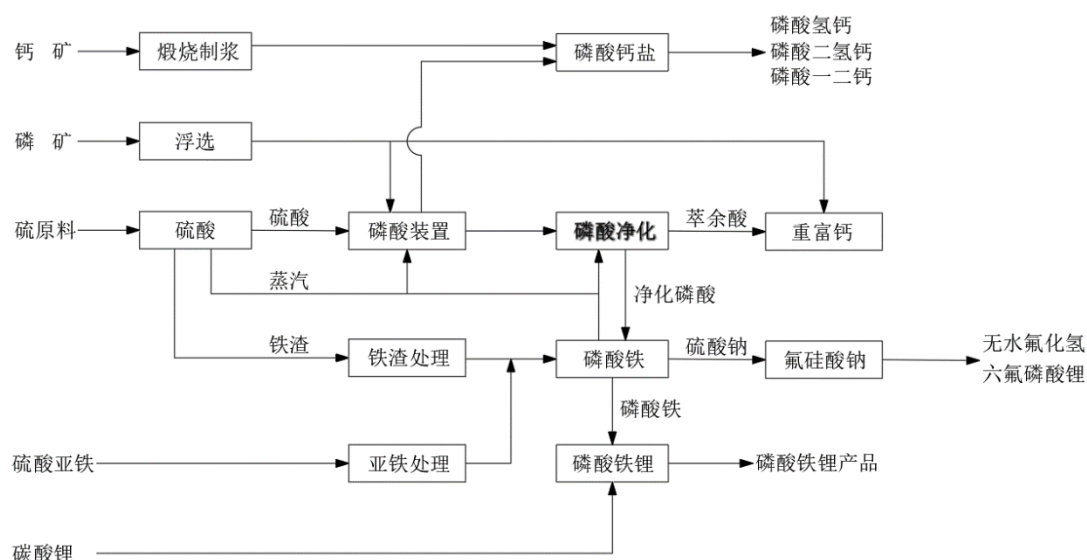 钙 矿
煅烧制浆
磷酸钙盐
磷酸氢钙
磷酸二氢钙
磷酸一二钙
磷 矿
浮选
硫原料
硫酸
硫酸
磷酸装置
磷酸净化
萃余酸
重富钙
蒸汽
净化磷酸
铁渣
铁渣处理
磷酸铁
硫酸钠
氟硅酸钠
无水氟化氢
六氟磷酸锂
磷酸铁
硫酸亚铁
亚铁处理
磷酸铁锂
磷酸铁锂产品
碳酸锂